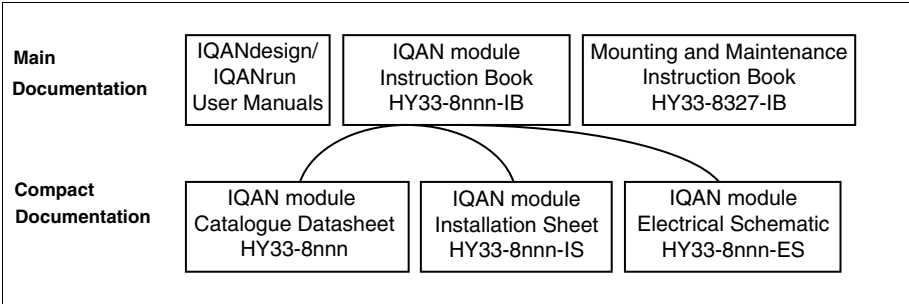 Main
Documentation
IQANdesign/
IQANrun
User Manuals
IQAN module
Instruction Book
HY33-8nnn-IB
Mounting and Maintenance
Instruction Book
HY33-8327-IB
Compact
Documentation
IQAN module
Catalogue Datasheet
HY33-8nnn
IQAN module
Installation Sheet
HY33-8nnn-IS
IQAN module
Electrical Schematic
HY33-8nnn-ES